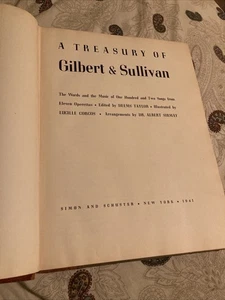 A TREASURY OF
Gilbert & Sullivan
The Words and the Music of One Hundred and Two Songs from
Eleven Operettas • Edited by DEEMS TAYLOR • Illustrated by
LUCILLE CORCOS • Arrangements by DR. ALBERT SIRMAY
SIMON AND SCHUSTER • NEW YORK • 1941